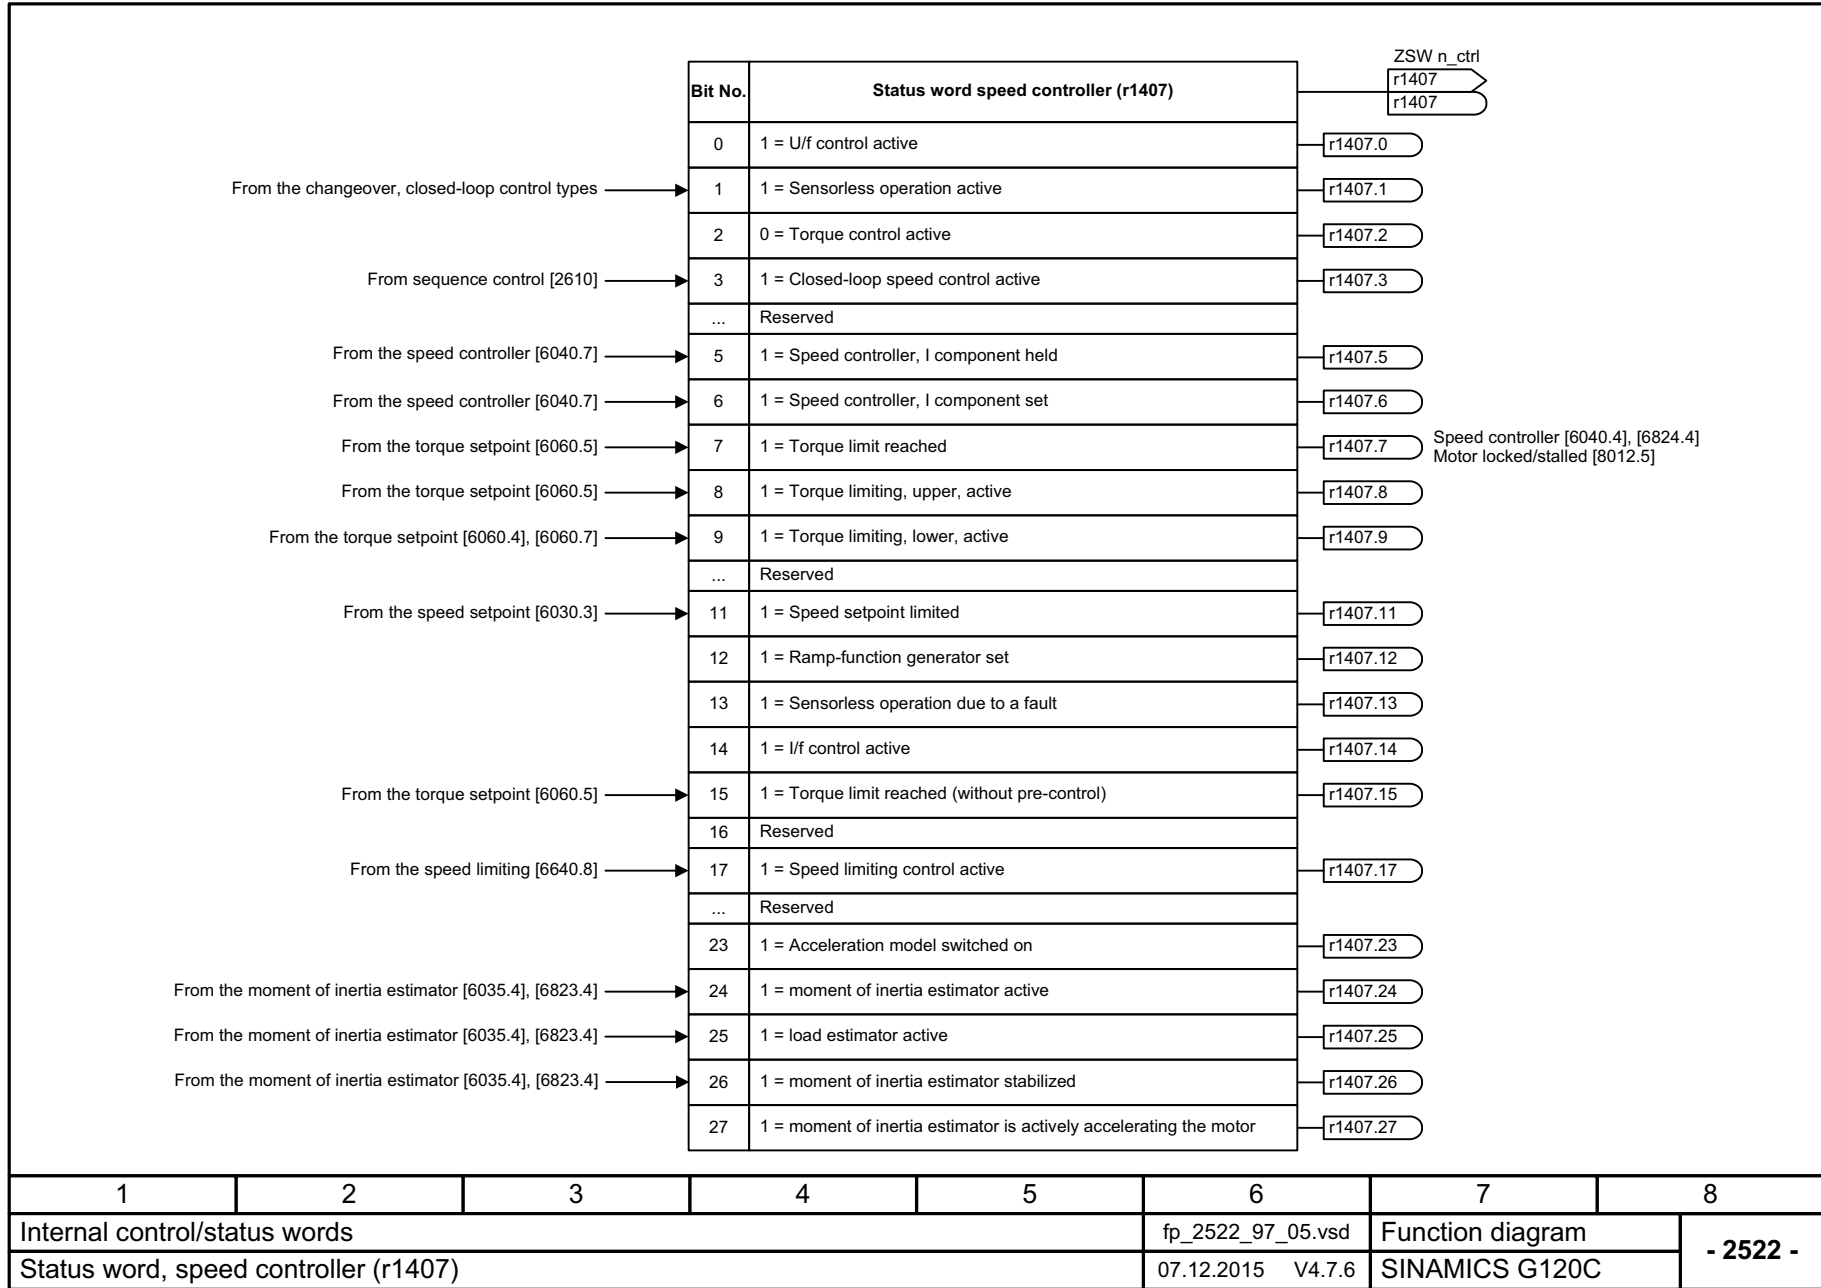 ZSW n_ctrl
Bit No. Status word speed controller (r1407) r1407
r1407
0 1 = U/f control active r1407.0
From the changeover, closed-loop control types 1 1 = Sensorless operation active r1407.1
2 0 = Torque control active r1407.2
From sequence control [2610] 3 1 = Closed-loop speed control active r1407.3
... Reserved
From the speed controller [6040.7] 5 1 = Speed controller, I component held r1407.5
From the speed controller [6040.7] 6 1 = Speed controller, I component set r1407.6
From the torque setpoint [6060.5] 7 1 = Torque limit reached r1407.7 Speed controller [6040.4], [6824.4]
Motor locked/stalled [8012.5]
From the torque setpoint [6060.5] 8 1 = Torque limiting, upper, active r1407.8
From the torque setpoint [6060.4], [6060.7] 9 1 = Torque limiting, lower, active r1407.9
... Reserved
From the speed setpoint [6030.3] 11 1 = Speed setpoint limited r1407.11
12 1 = Ramp-function generator set r1407.12
13 1 = Sensorless operation due to a fault r1407.13
14 1 = I/f control active r1407.14
From the torque setpoint [6060.5] 15 1 = Torque limit reached (without pre-control) r1407.15
16 Reserved
From the speed limiting [6640.8] 17 1 = Speed limiting control active r1407.17
... Reserved
23 1 = Acceleration model switched on r1407.23
From the moment of inertia estimator [6035.4], [6823.4] 24 1 = moment of inertia estimator active r1407.24
From the moment of inertia estimator [6035.4], [6823.4] 25 1 = load estimator active r1407.25
From the moment of inertia estimator [6035.4], [6823.4] 26 1 = moment of inertia estimator stabilized r1407.26
27 1 = moment of inertia estimator is actively accelerating the motor r1407.27
1 2 3 4 5 6 7 8
Internal control/status words fp_2522_97_05.vsd Function diagram - 2522 -
Status word, speed controller (r1407) 07.12.2015 V4.7.6 SINAMICS G120C